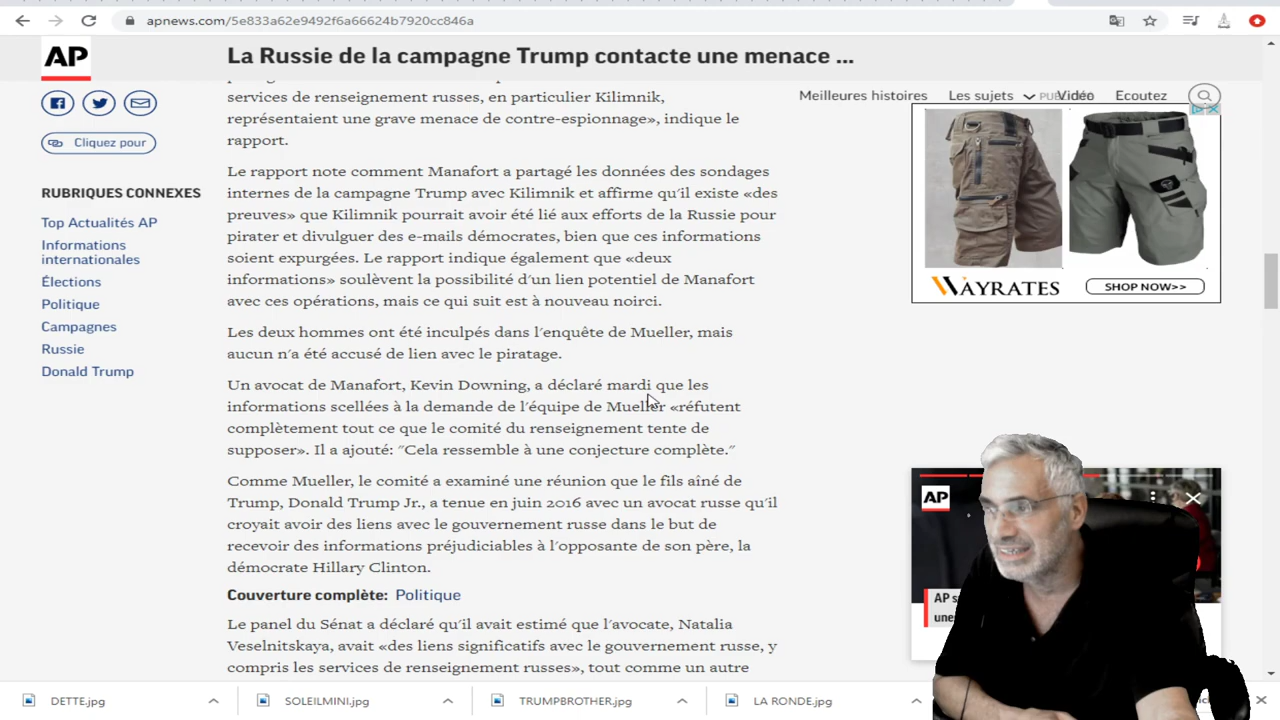 apnews.com/5e833a62e9492f6a66624b7920cc846a
AP
La Russie de la campagne Trump contacte une menace ...
Meilleures histoires
Les sujets
Vidéo
Ecoutez
services de renseignement russes, en particulier Kilimnik,
représentaient une grave menace de contre-espionnage», indique le
rapport.
Cliquez pour
Le rapport note comment Manafort a partagé les données des sondages
internes de la campagne Trump avec Kilimnik et affirme qu'il existe «des
preuves» que Kilimnik pourrait avoir été lié aux efforts de la Russie pour
pirater et divulguer des e-mails démocrates, bien que ces informations
soient expurgées. Le rapport indique également que «deux
informations» soulèvent la possibilité d'un lien potentiel de Manafort
avec ces opérations, mais ce qui suit est à nouveau noirci.
RUBRIQUES CONNEXES
Top Actualités AP
Informations
internationales
Élections
Politique
Campagnes
Russie
Donald Trump
WAYRATES
SHOP NOW>>
Les deux hommes ont été inculpés dans l'enquête de Mueller, mais
aucun n'a été accusé de lien avec le piratage.
Un avocat de Manafort, Kevin Downing, a déclaré mardi que les
informations scellées à la demande de l'équipe de Mueller «réfutent
complètement tout ce que le comité du renseignement tente de
supposer». Il a ajouté: "Cela ressemble à une conjecture complète."
Comme Mueller, le comité a examiné une réunion que le fils aîné de
Trump, Donald Trump Jr., a tenue en juin 2016 avec un avocat russe qu'il
croyait avoir des liens avec le gouvernement russe dans le but de
recevoir des informations préjudiciables à l'opposante de son père, la
démocrate Hillary Clinton.
Couverture complète: Politique
Le panel du Sénat a déclaré qu'il avait estimé que l'avocate, Natalia
Veselnitskaya, avait «des liens significatifs avec le gouvernement russe, y
compris les services de renseignement russes», tout comme un autre
AP
AP
une
DETTE.jpg
SOLEILMINI.jpg
TRUMPBROTHER.jpg
LA RONDE.jpg